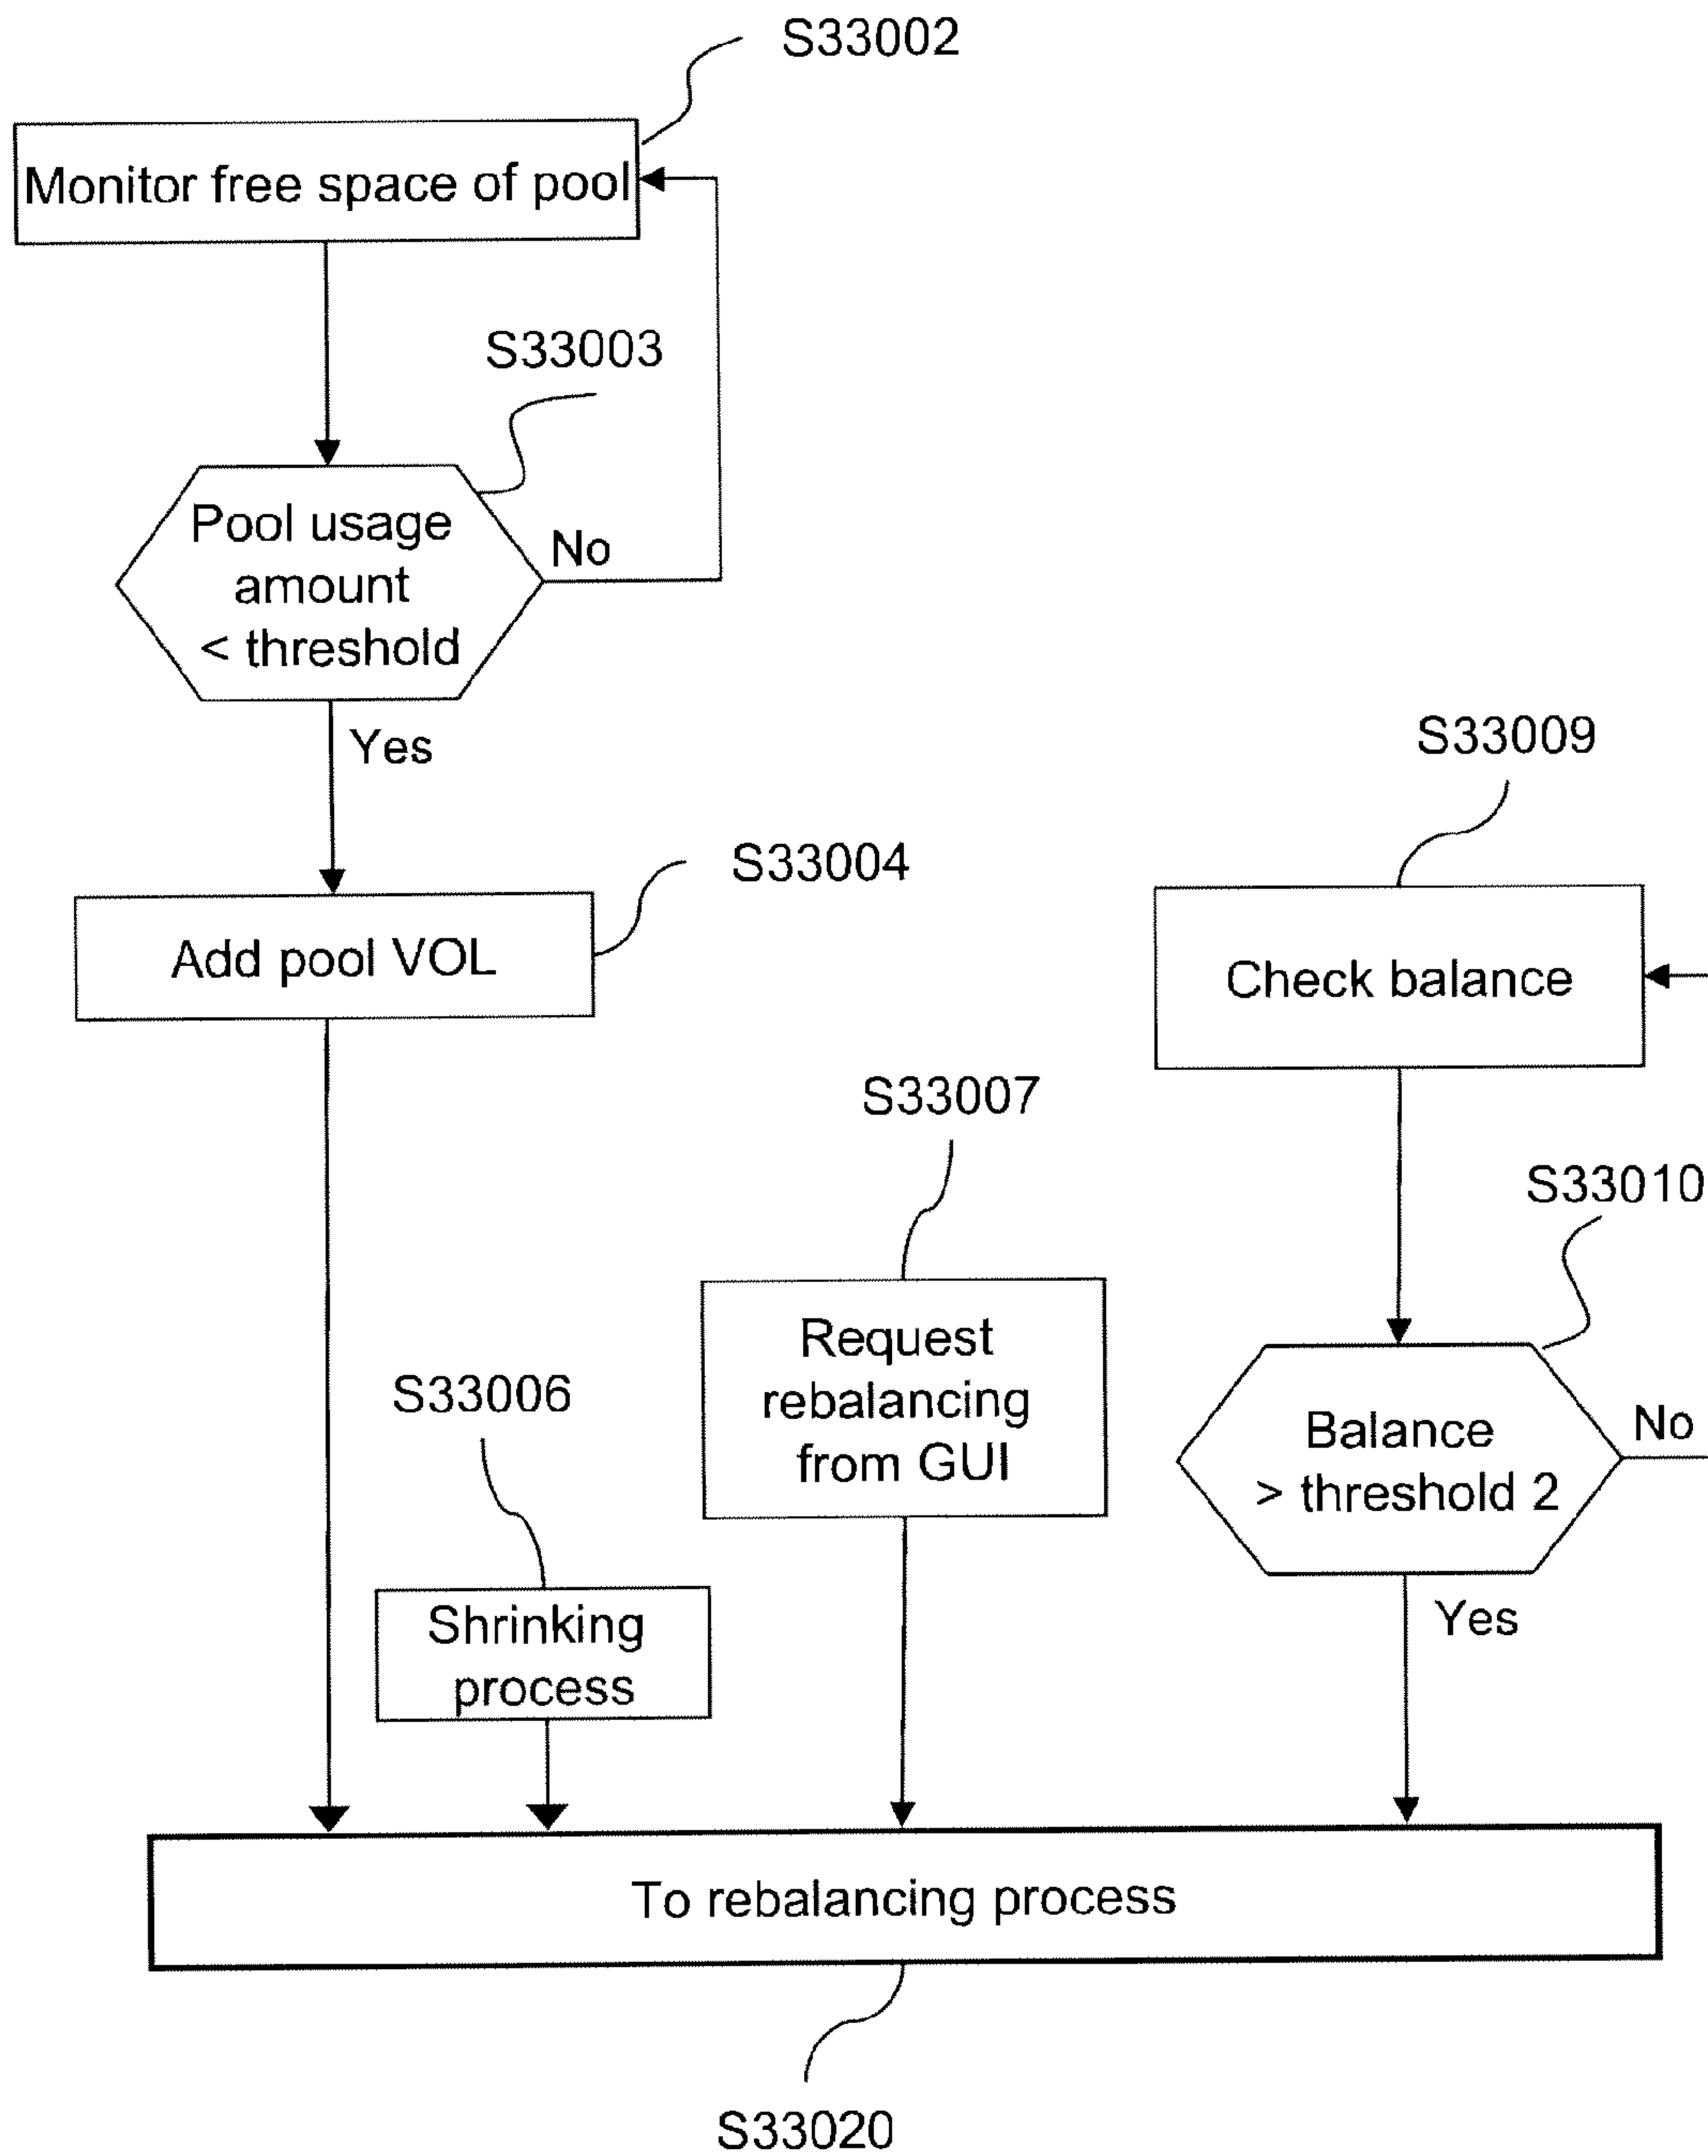 S33002
Monitor free space of pool
S33003
Pool usage
amount
< threshold
No
Yes
S33004
Add pool VOL
S33009
Check balance
S33007
Request
rebalancing
from GUI
S33010
Balance
> threshold 2
No
Yes
S33006
Shrinking
process
To rebalancing process
S33020